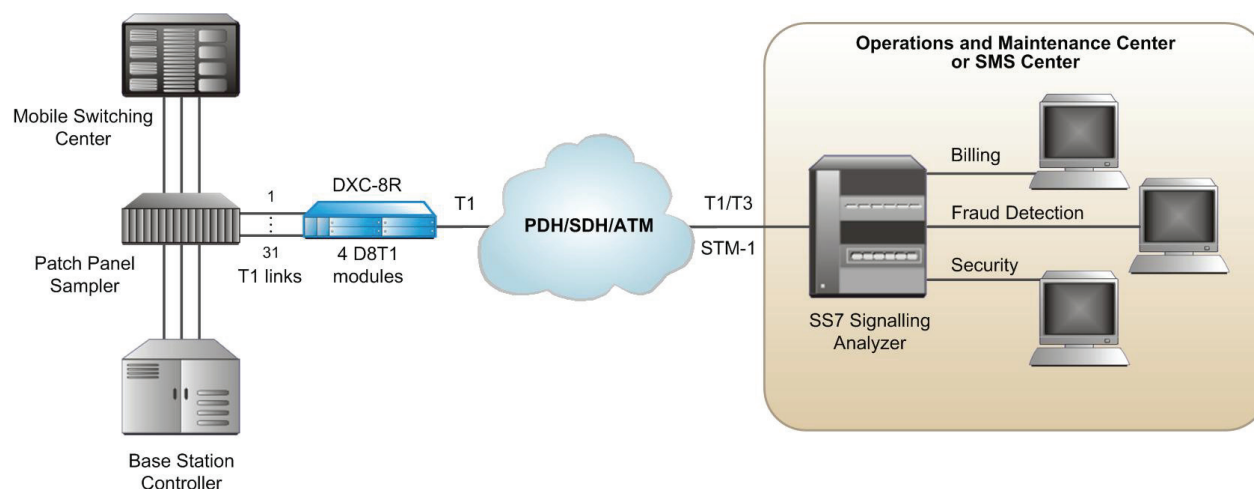 Operations and Maintenance Center
or SMS Center
Mobile Switching
Center
Billing
DXC-8R
1
T1
PDH/SDH/ATM
T1/T3
Fraud Detection
31
T1 links
4 D8T1
modules
STM-1
Patch Panel
Sampler
Security
SS7 Signalling
Analyzer
Base Station
Controller